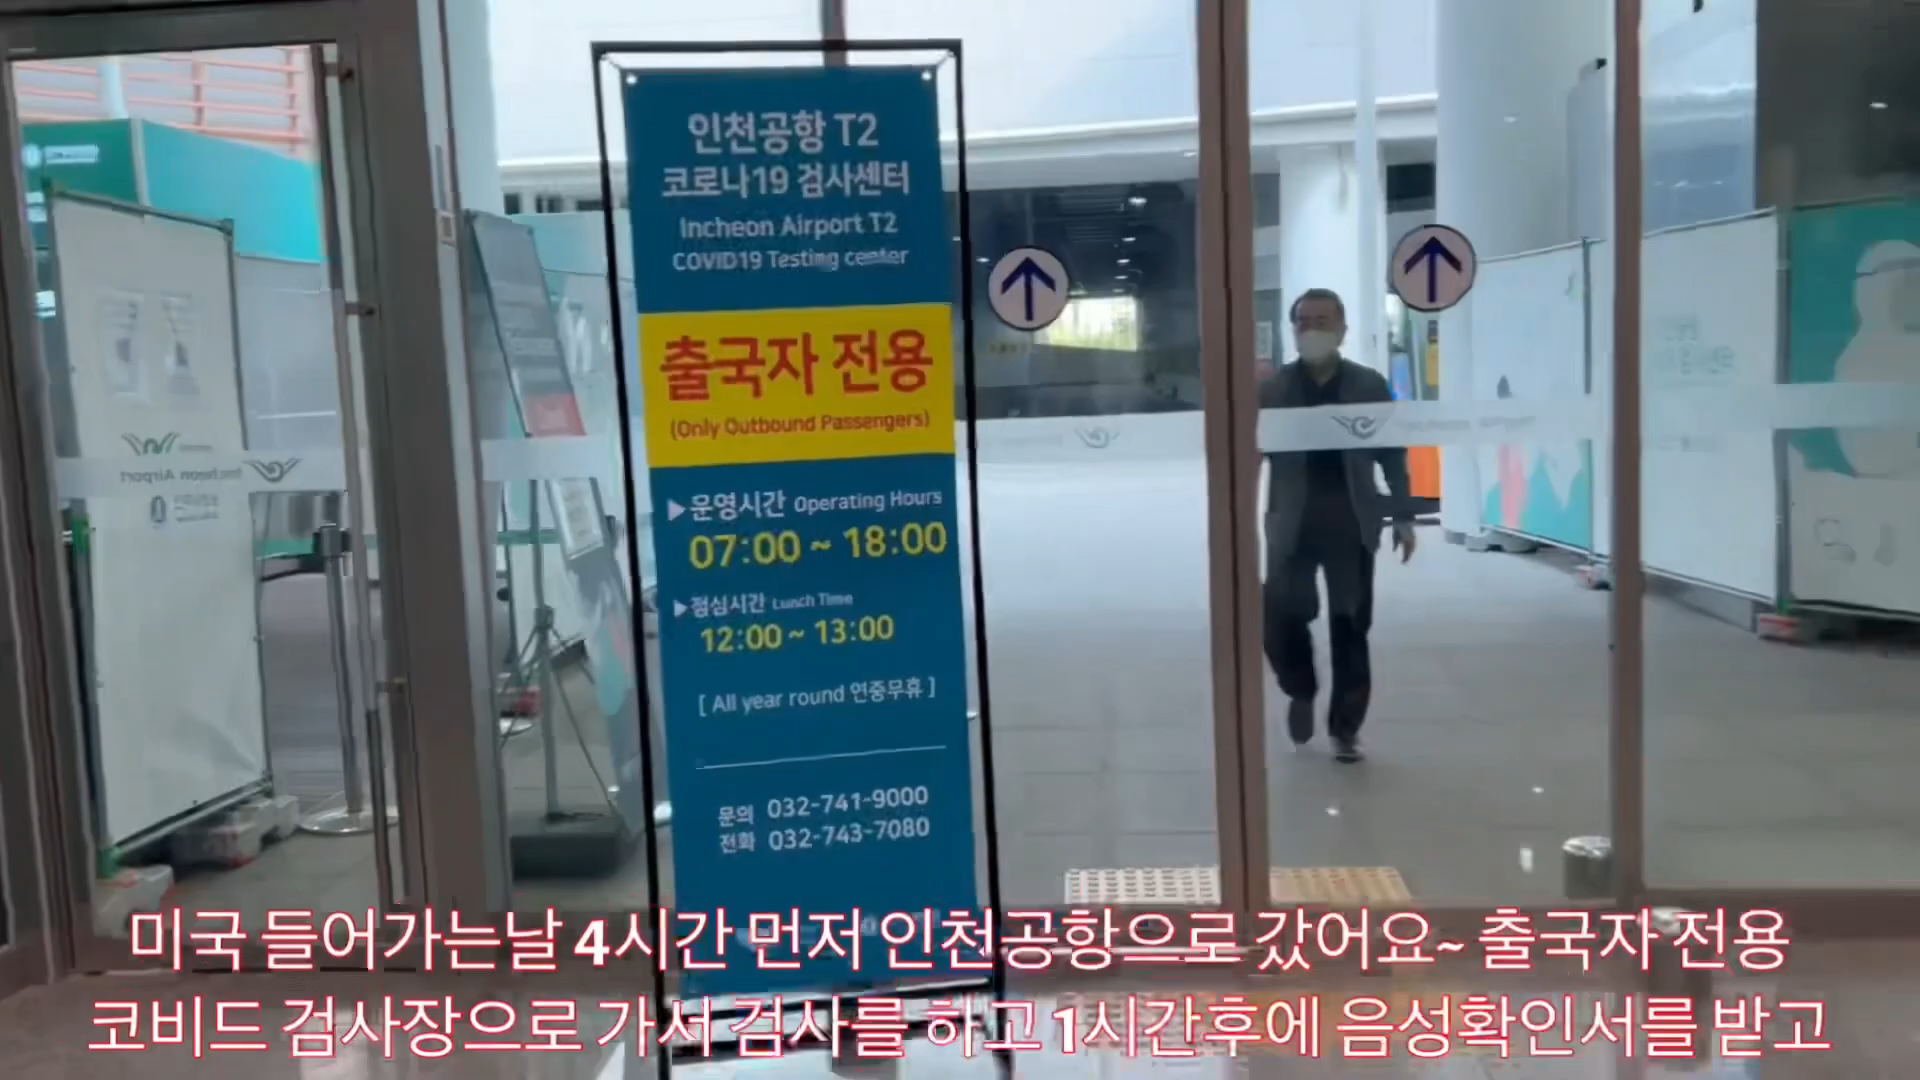 인천공항 T2
코로나19 검사센터
Incheon Airport T2
COVID19 Testing center
출국자 전용
(Only Outbound Passengers)
▶운영시간 Operating Hours
07:00 ~ 18:00
▶점심시간 Lunch Time
12:00 ~ 13:00
[ All year round 연중무휴 ]
문의 032-741-9000
전화 032-743-7080
Incheon Airport
미국 들어가는날 4시간 먼저 인천공항으로 갔어요~ 출국자 전용
코비드 검사장으로 가서 검사를 하고 1시간후에 음성확인서를 받고